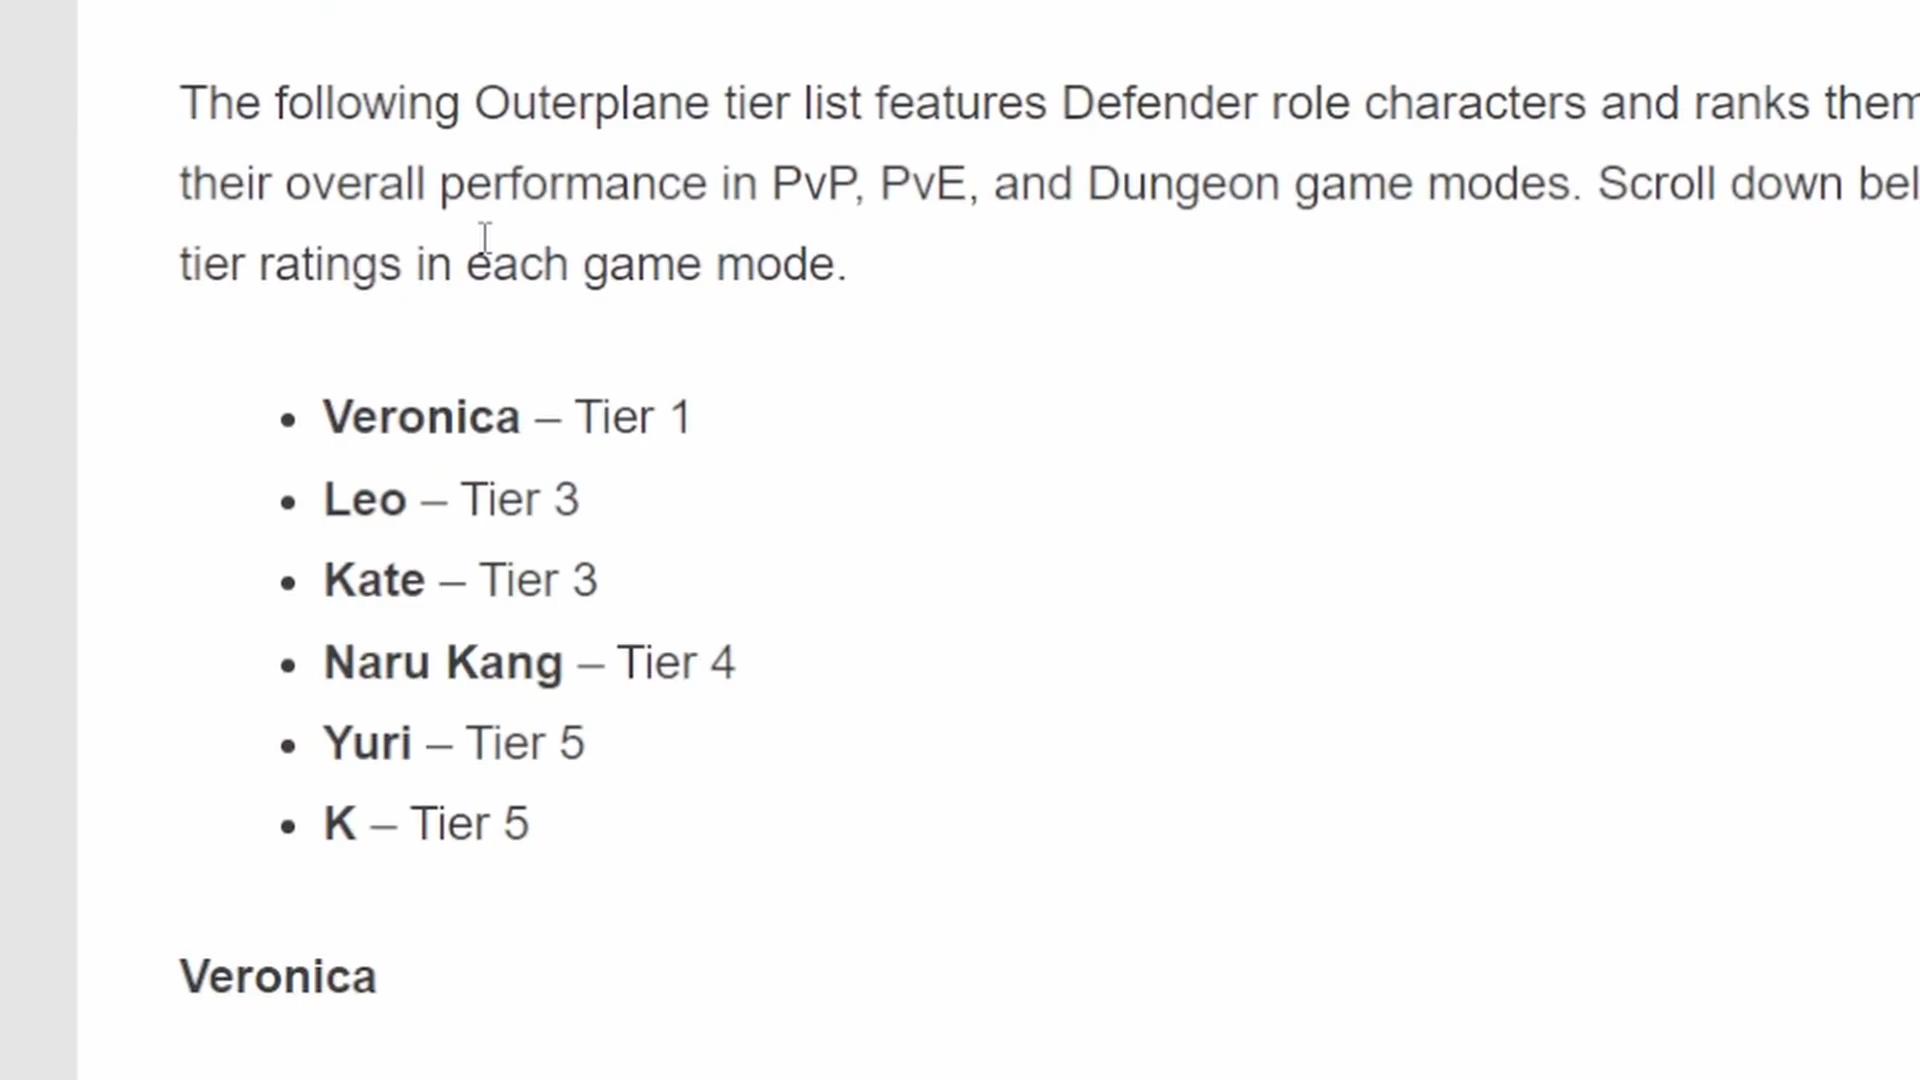 The following Outerplane tier list features Defender role characters and ranks them
their overall performance in PvP, PvE, and Dungeon game modes. Scroll down bel
tier ratings in each game mode.
• Veronica – Tier 1
• Leo – Tier 3
• Kate – Tier 3
• Naru Kang – Tier 4
• Yuri – Tier 5
• K – Tier 5
Veronica